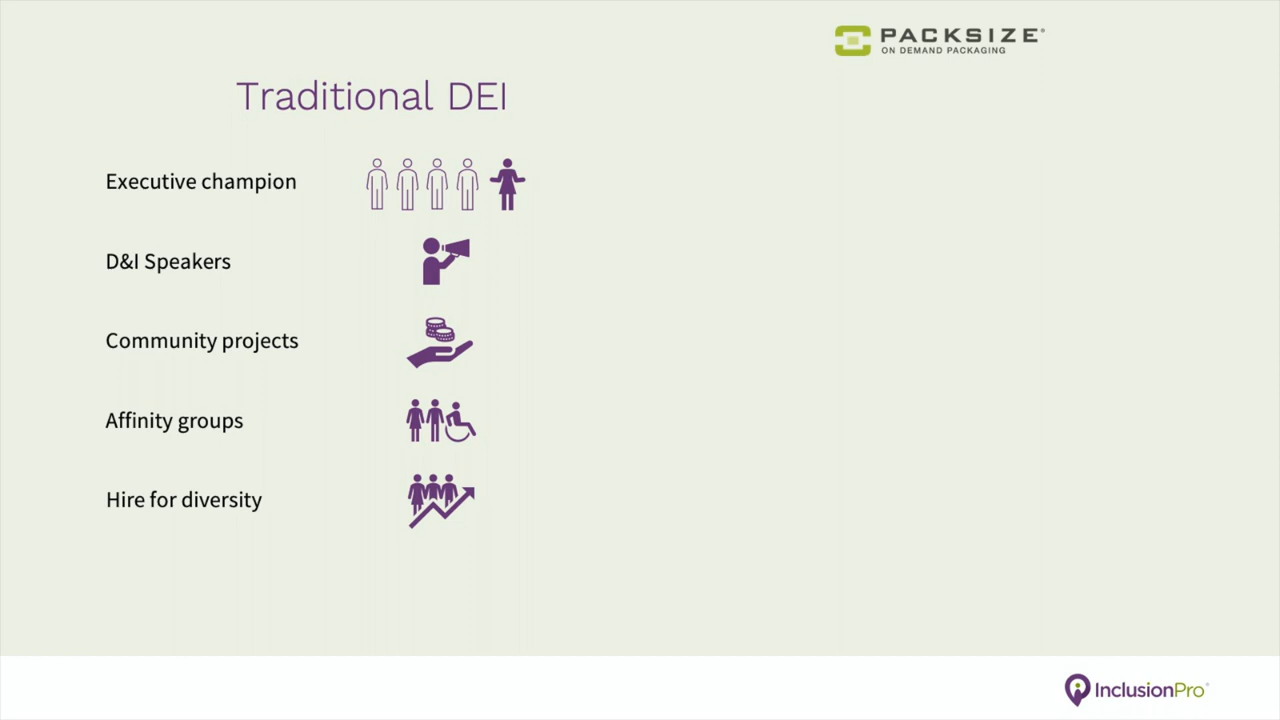 PACKSIZE®
ON DEMAND PACKAGING
Traditional DEI
Executive champion
D&I Speakers
Community projects
Affinity groups
Hire for diversity
InclusionPro®